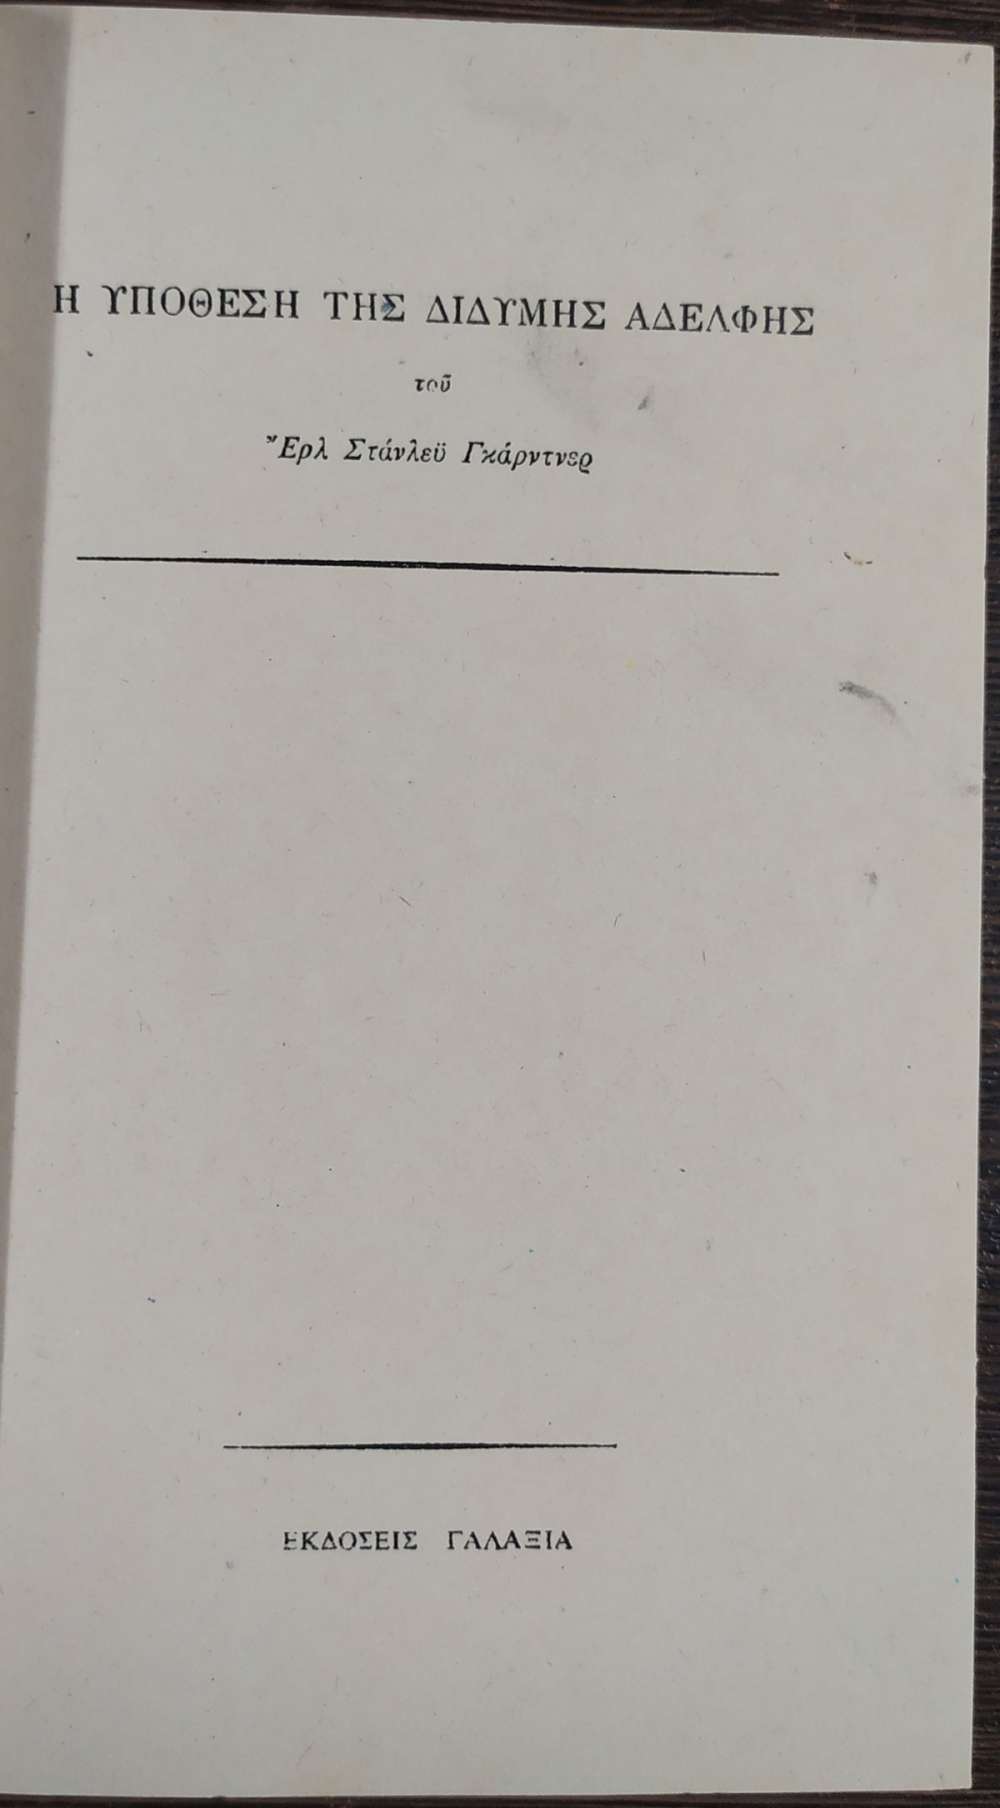 Η ΥΠΟΘΕΣΗ ΤΗΣ ΔΙΔΥΜΗΣ ΑΔΕΛΦΗΣ
τοῦ
Ἔρλ Στάνλεϋ Γκάρντνερ
ΕΚΔΟΣΕΙΣ ΓΑΛΑΞΙΑ